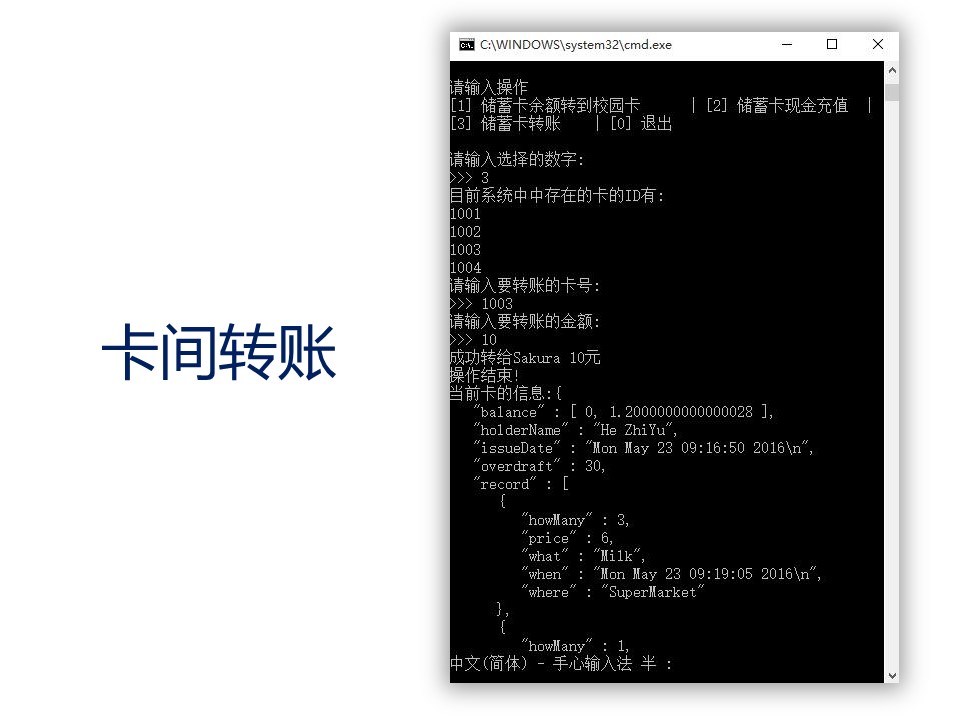 卡间转账
C:\WINDOWS\system32\cmd.exe
请输入操作
[1] 储蓄卡余额转到校园卡 | [2] 储蓄卡现金充值 |
[3] 储蓄卡转账 | [0] 退出
请输入选择的数字:
>>> 3
目前系统中中存在的卡的ID有:
1001
1002
1003
1004
请输入要转账的卡号:
>>> 1003
请输入要转账的金额:
>>> 10
成功转给Sakura 10元
操作结束!
当前卡的信息:{
"balance" : [ 0, 1.2000000000000028 ],
"holderName" : "He ZhiYu",
"issueDate" : "Mon May 23 09:16:50 2016\n",
"overdraft" : 30,
"record" : [
{
"howMany" : 3,
"price" : 6,
"what" : "Milk",
"when" : "Mon May 23 09:19:05 2016\n",
"where" : "SuperMarket"
},
{
"howMany" : 1,
中文(简体) - 手心输入法 半 :